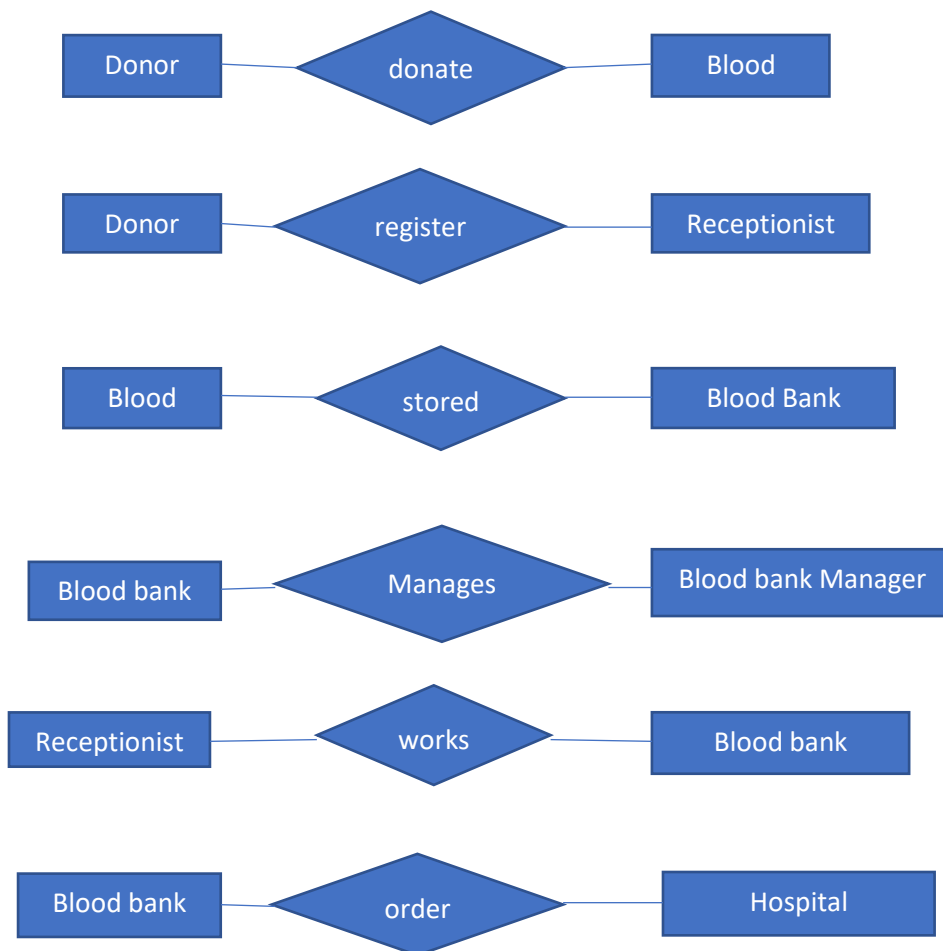 Donor donate Blood
Donor register Receptionist
Blood stored Blood Bank
Blood bank Manages Blood bank Manager
Receptionist works Blood bank
Blood bank order Hospital